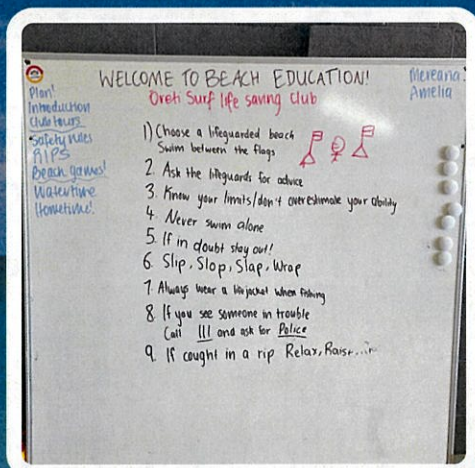 WELCOME TO BEACH EDUCATION!
Oreti Surf life saving Club
Mereana
Amelia
Plan!
Introduction
Club tours
Safety rules
RIPS
Beach games!
Watertime
Hometime!
1) Choose a lifeguarded beach
Swim between the flags
2. Ask the lifeguards for advice
3. Know your limits/don't overestimate your ability
4. Never swim alone
5. If in doubt stay out!
6. Slip, Slop, Slap, Wrap
7. Always wear a lifejacket when fishing
8. If you see someone in trouble
Call 111 and ask for Police
9. If caught in a rip Relax, Raise